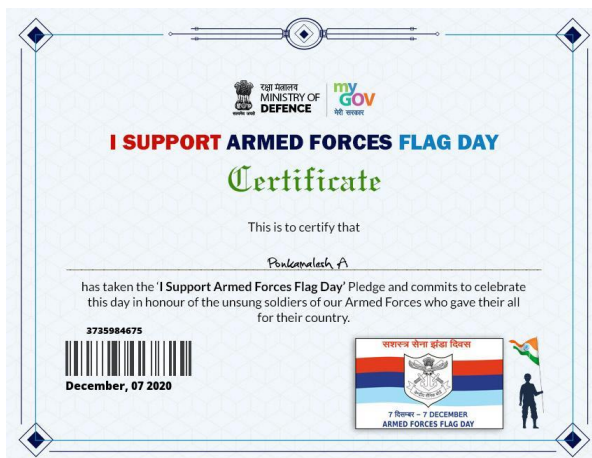 रक्षा मंत्रालय
MINISTRY OF
DEFENCE
सत्यमेव जयते
my
GOV
मेरी सरकार
I SUPPORT ARMED FORCES FLAG DAY
Certificate
This is to certify that
Ponkamalesh A
has taken the 'I Support Armed Forces Flag Day' Pledge and commits to celebrate
this day in honour of the unsung soldiers of our Armed Forces who gave their all
for their country.
3735984675
December, 07 2020
सशस्त्र सेना झंडा दिवस
7 दिसम्बर – 7 DECEMBER
ARMED FORCES FLAG DAY